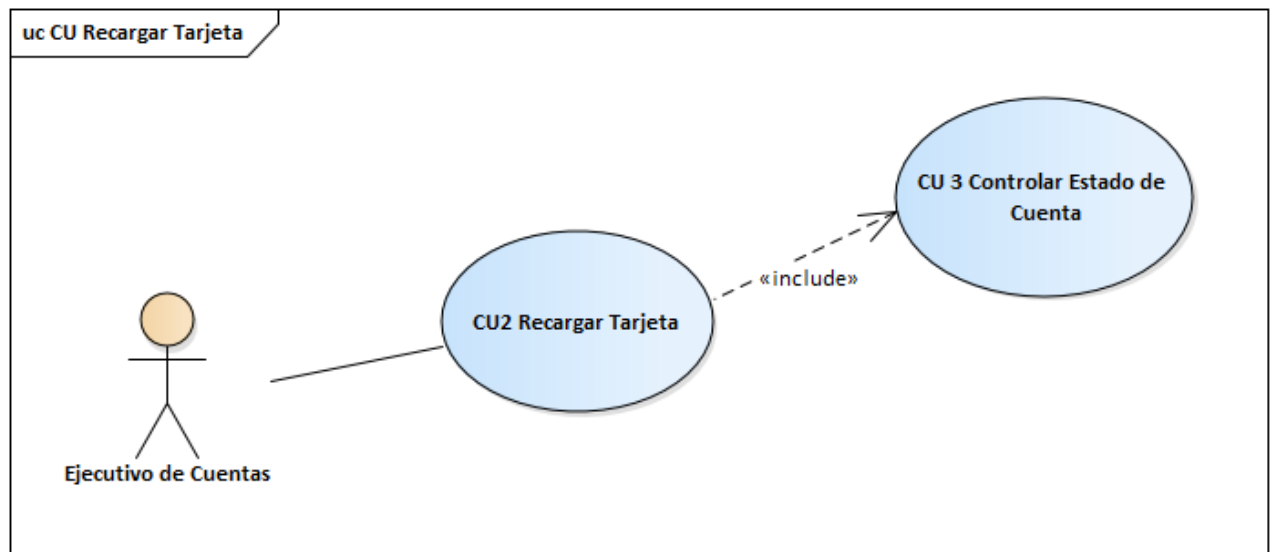 uc CU Recargar Tarjeta
CU 3 Controlar Estado de
Cuenta
«include»
CU2 Recargar Tarjeta
Ejecutivo de Cuentas